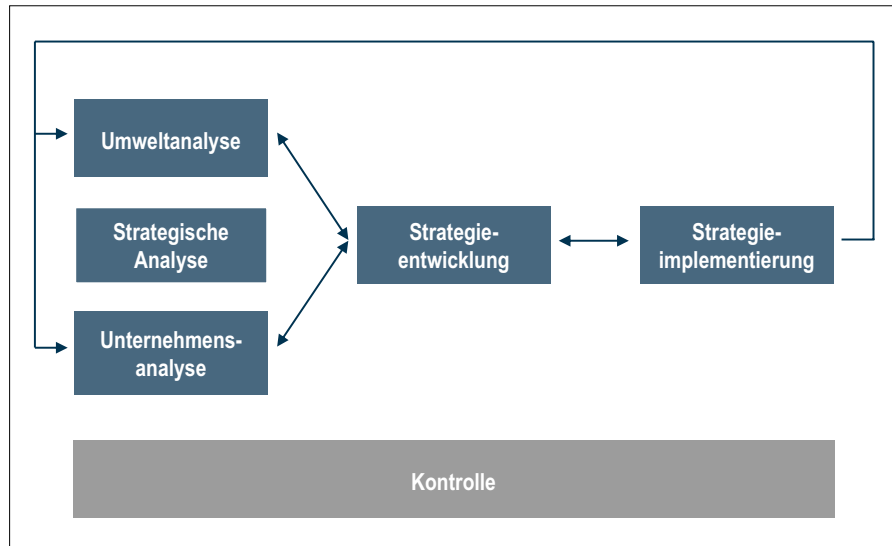 Umweltanalyse
Strategische
Analyse
Unternehmens-
analyse
Strategie-
entwicklung
Strategie-
implementierung
Kontrolle